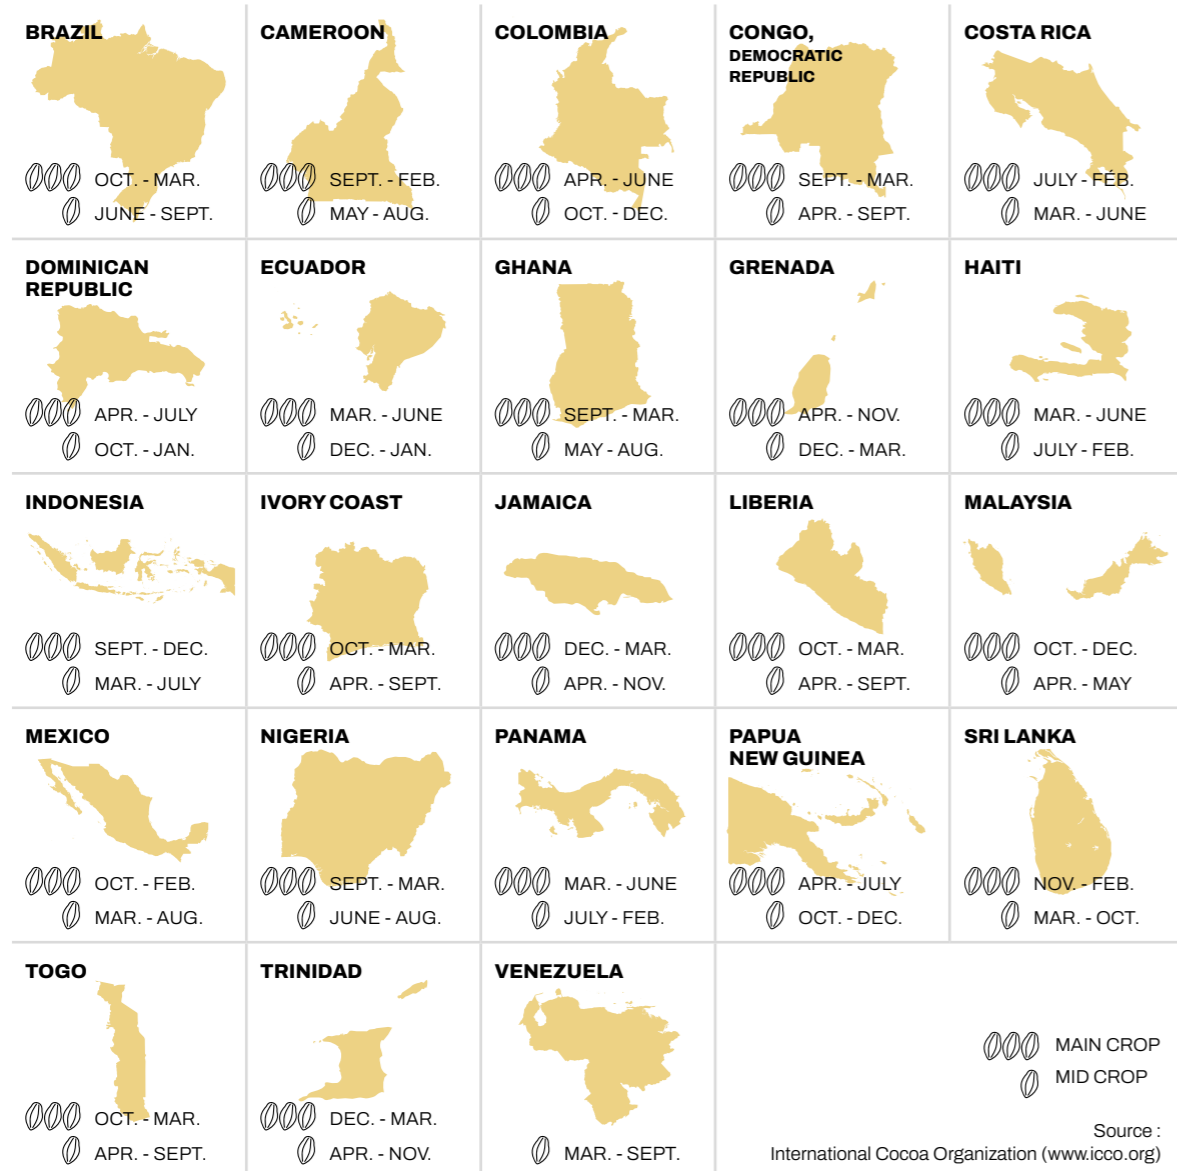 BRAZIL
OCT. - MAR.
JUNE - SEPT.
CAMEROON
SEPT. - FEB.
MAY - AUG.
COLOMBIA
APR. - JUNE
OCT. - DEC.
CONGO,
DEMOCRATIC
REPUBLIC
SEPT. - MAR.
APR. - SEPT.
COSTA RICA
JULY - FÉB.
MAR. - JUNE
DOMINICAN
REPUBLIC
APR. - JULY
OCT. - JAN.
ECUADOR
MAR. - JUNE
DEC. - JAN.
GHANA
SEPT. - MAR.
MAY - AUG.
GRENADA
APR. - NOV.
DEC. - MAR.
HAITI
MAR. - JUNE
JULY - FEB.
INDONESIA
SEPT. - DEC.
MAR. - JULY
IVORY COAST
OCT. - MAR.
APR. - SEPT.
JAMAICA
DEC. - MAR.
APR. - NOV.
LIBERIA
OCT. - MAR.
APR. - SEPT.
MALAYSIA
OCT. - DEC.
APR. - MAY
MEXICO
OCT. - FEB.
MAR. - AUG.
NIGERIA
SEPT. - MAR.
JUNE - AUG.
PANAMA
MAR. - JUNE
JULY - FEB.
PAPUA
NEW GUINEA
APR. - JULY
OCT. - DEC.
SRI LANKA
NOV. - FEB.
MAR. - OCT.
TOGO
OCT. - MAR.
APR. - SEPT.
TRINIDAD
DEC. - MAR.
APR. - NOV.
VENEZUELA
MAR. - SEPT.
MAIN CROP
MID CROP
Source :
International Cocoa Organization (www.icco.org)